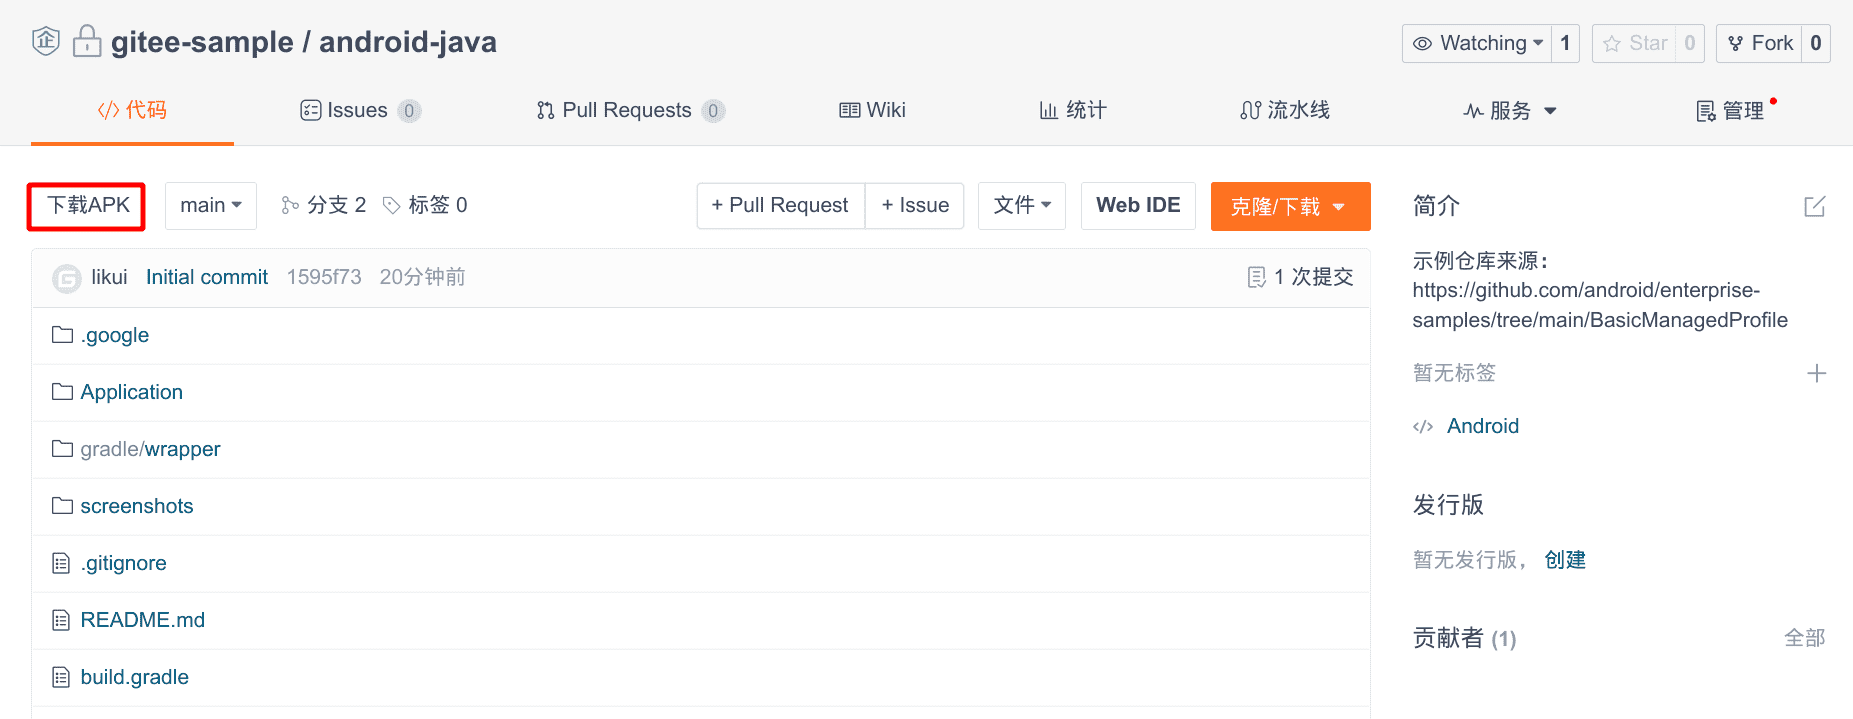 企 gitee-sample / android-java
Watching 1 Star 0 Fork 0
</> 代码 Issues 0 Pull Requests 0 Wiki 统计 流水线 服务 管理
下载APK main 分支 2 标签 0 + Pull Request + Issue 文件 Web IDE 克隆/下载
likui Initial commit 1595f73 20分钟前 1 次提交
.google
Application
gradle/wrapper
screenshots
.gitignore
README.md
build.gradle
简介
示例仓库来源：
https://github.com/android/enterprise-
samples/tree/main/BasicManagedProfile
暂无标签
</> Android
发行版
暂无发行版， 创建
贡献者 (1) 全部